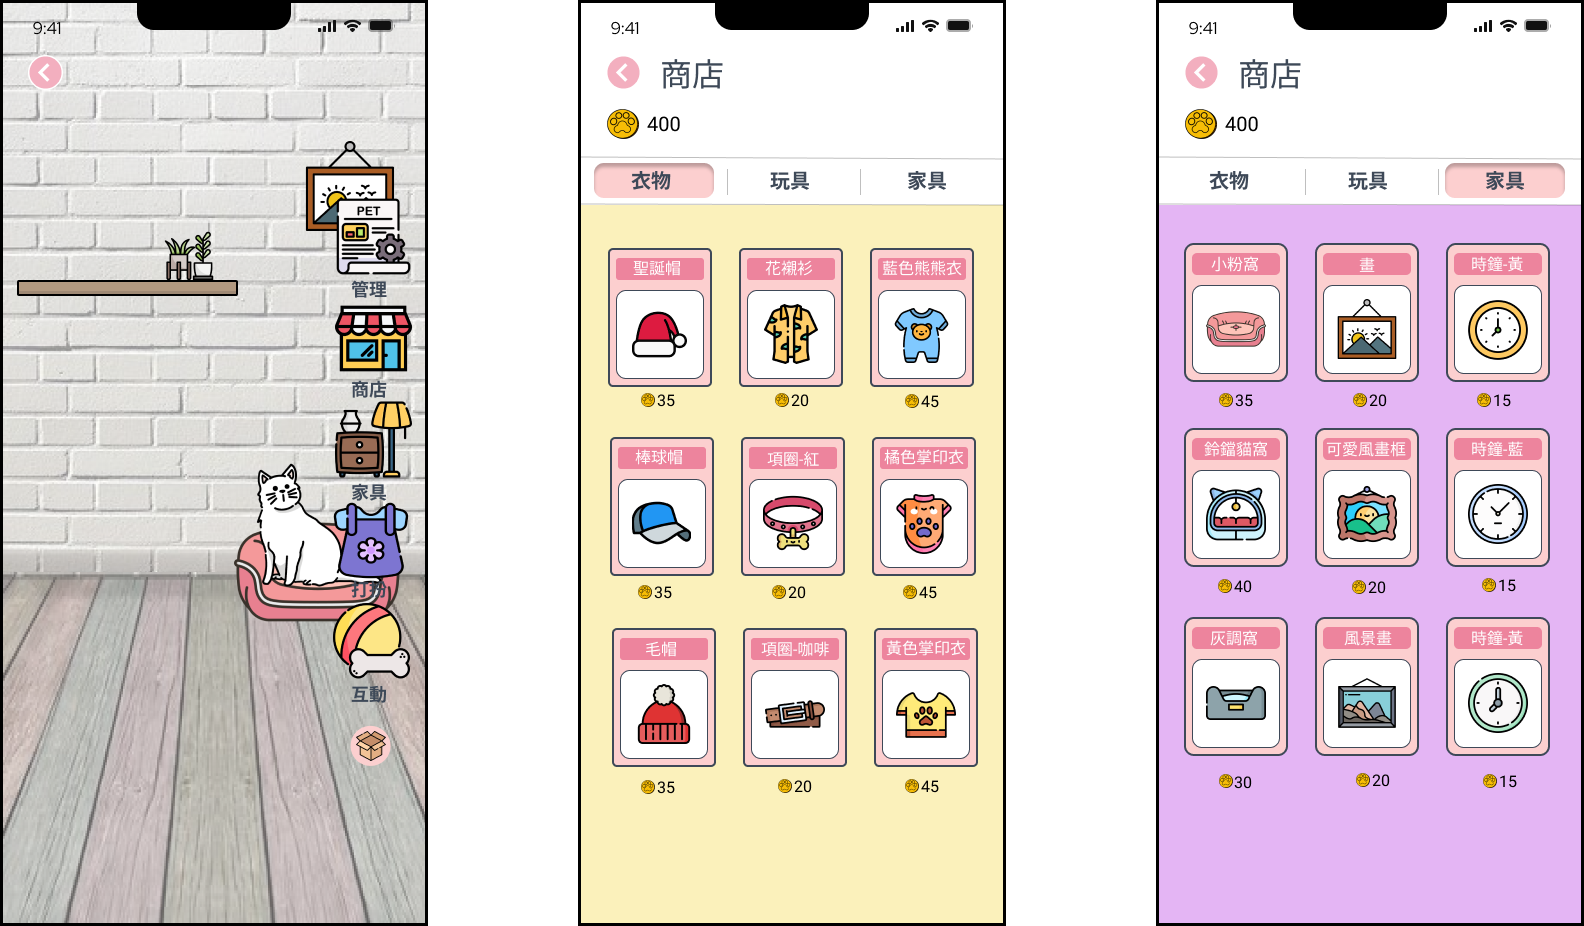 9:41
PET
管理
商店
家具
打扮
互動
9:41
商店
400
衣物 玩具 家具
聖誕帽 花襯衫 藍色熊熊衣
35 20 45
棒球帽 項圈-紅 橘色掌印衣
35 20 45
毛帽 項圈-咖啡 黃色掌印衣
35 20 45
9:41
商店
400
衣物 玩具 家具
小粉窩 畫 時鐘-黃
35 20 15
鈴鐺貓窩 可愛風畫框 時鐘-藍
40 20 15
灰調窩 風景畫 時鐘-黃
30 20 15